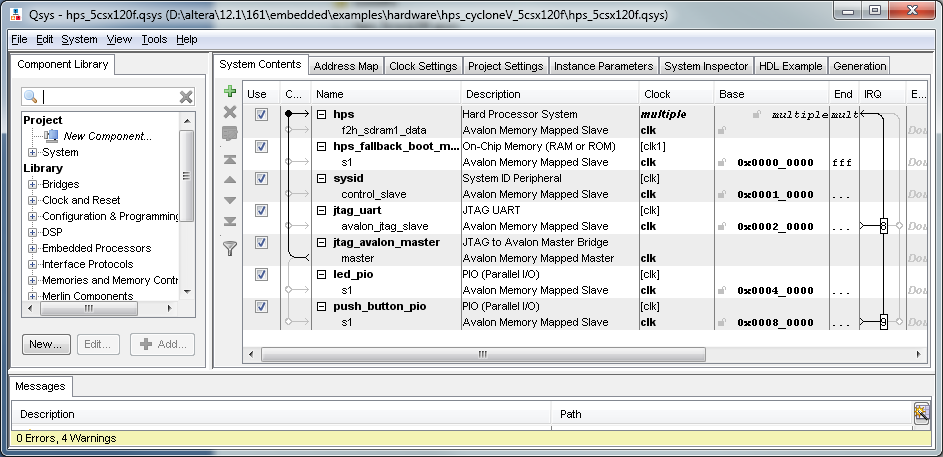 Qsys - hps_5csx120f.qsys (D:\altera\12.1\161\embedded\examples\hardware\hps_cycloneV_5csx120f\hps_5csx120f.qsys)
File Edit System View Tools Help
Component Library
Project
New Component...
System
Library
Bridges
Clock and Reset
Configuration & Programming
DSP
Embedded Processors
Interface Protocols
Memories and Memory Contr
Merlin Components
New... Edit... Add...
System Contents Address Map Clock Settings Project Settings Instance Parameters System Inspector HDL Example Generation
Use C... Name Description Clock Base End IRQ E...
hps Hard Processor System multiple multiple mult
f2h_sdram1_data Avalon Memory Mapped Slave clk Dou
hps_fallback_boot_m... On-Chip Memory (RAM or ROM) [clk1]
s1 Avalon Memory Mapped Slave clk 0x0000_0000 fff Dou
sysid System ID Peripheral [clk]
control_slave Avalon Memory Mapped Slave clk 0x0001_0000 ... Dou
jtag_uart JTAG UART [clk]
avalon_jtag_slave Avalon Memory Mapped Slave clk 0x0002_0000 ... 8 Dou
jtag_avalon_master JTAG to Avalon Master Bridge
master Avalon Memory Mapped Master clk
led_pio PIO (Parallel I/O) [clk]
s1 Avalon Memory Mapped Slave clk 0x0004_0000 ... Dou
push_button_pio PIO (Parallel I/O) [clk]
s1 Avalon Memory Mapped Slave clk 0x0008_0000 ... 9 Dou
Messages
Description Path
0 Errors, 4 Warnings